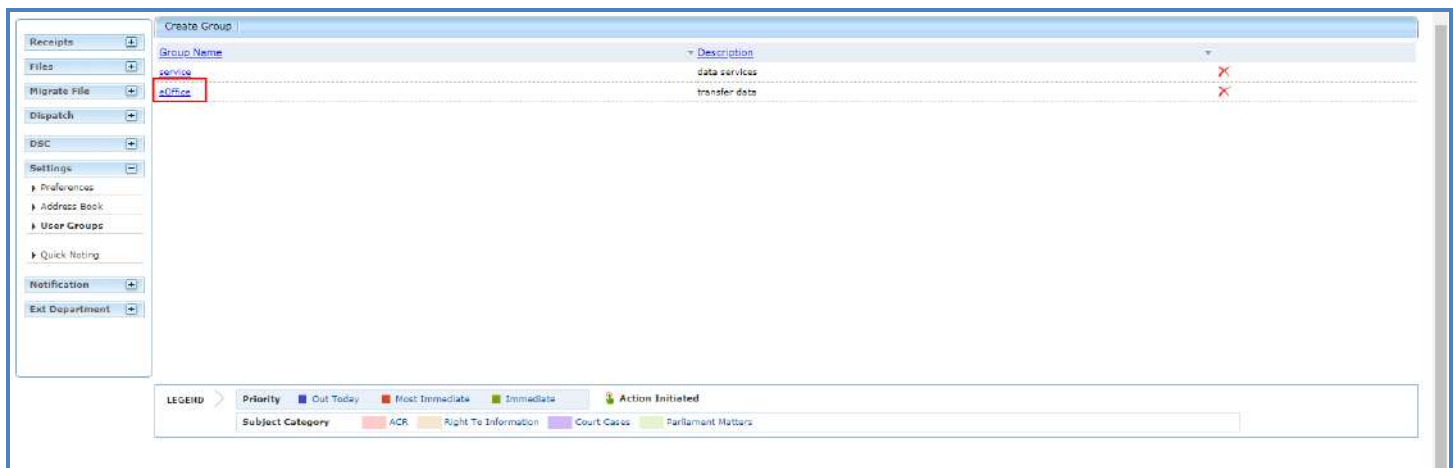 Create Group
Receipts
Files
Migrate File
Dispatch
DSC
Settings
Preferences
Address Book
User Groups
Quick Noting
Notification
Ext Department
Group Name Description
service data services
eOffice transfer data
LEGEND Priority Out Today Most Immediate Immediate Action Initiated
Subject Category ACR Right To Information Court Cases Parliament Matters